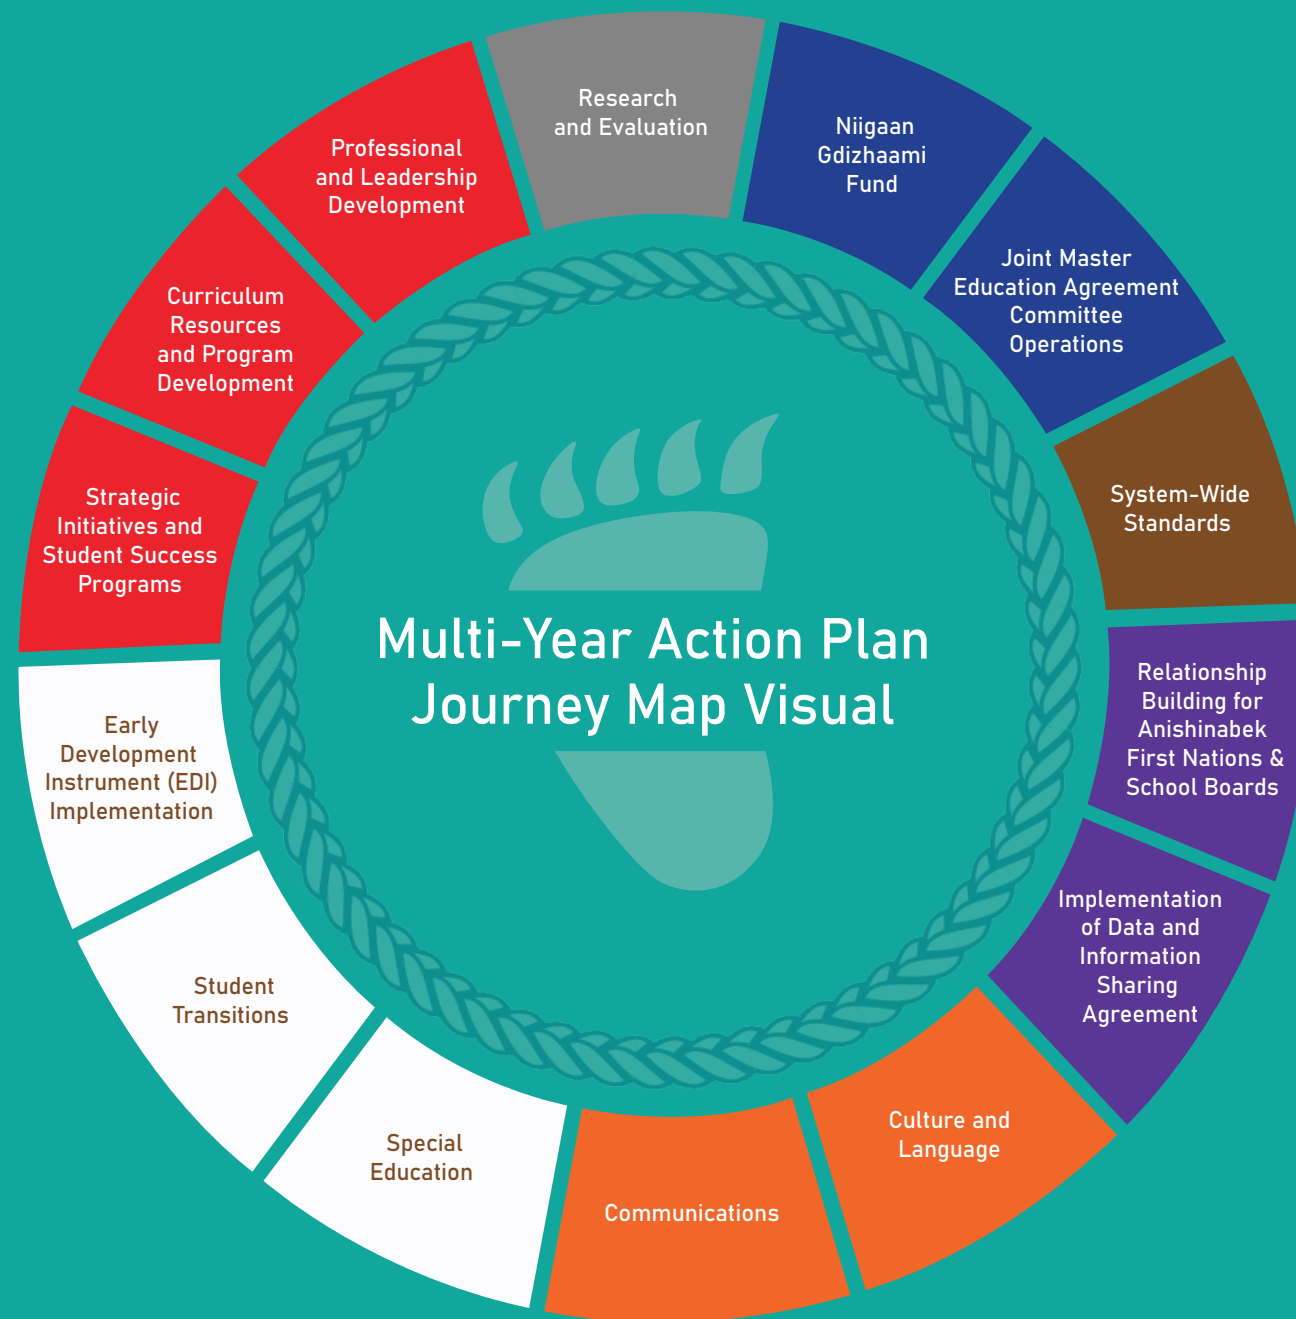 Research
and Evaluation
Niigaan
Gdizhaami
Fund
Joint Master
Education Agreement
Committee
Operations
System-Wide
Standards
Relationship
Building for
Anishinabek
First Nations &
School Boards
Implementation
of Data and
Information
Sharing
Agreement
Culture and
Language
Communications
Special
Education
Student
Transitions
Early
Development
Instrument (EDI)
Implementation
Strategic
Initiatives and
Student Success
Programs
Curriculum
Resources
and Program
Development
Professional
and Leadership
Development
Multi-Year Action Plan
Journey Map Visual